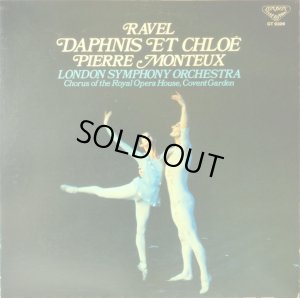 RAVEL
DAPHNIS ET CHLOÉ
PIERRE MONTEUX
LONDON SYMPHONY ORCHESTRA
Chorus of the Royal Opera House, Covent Garden
SOLD OUT